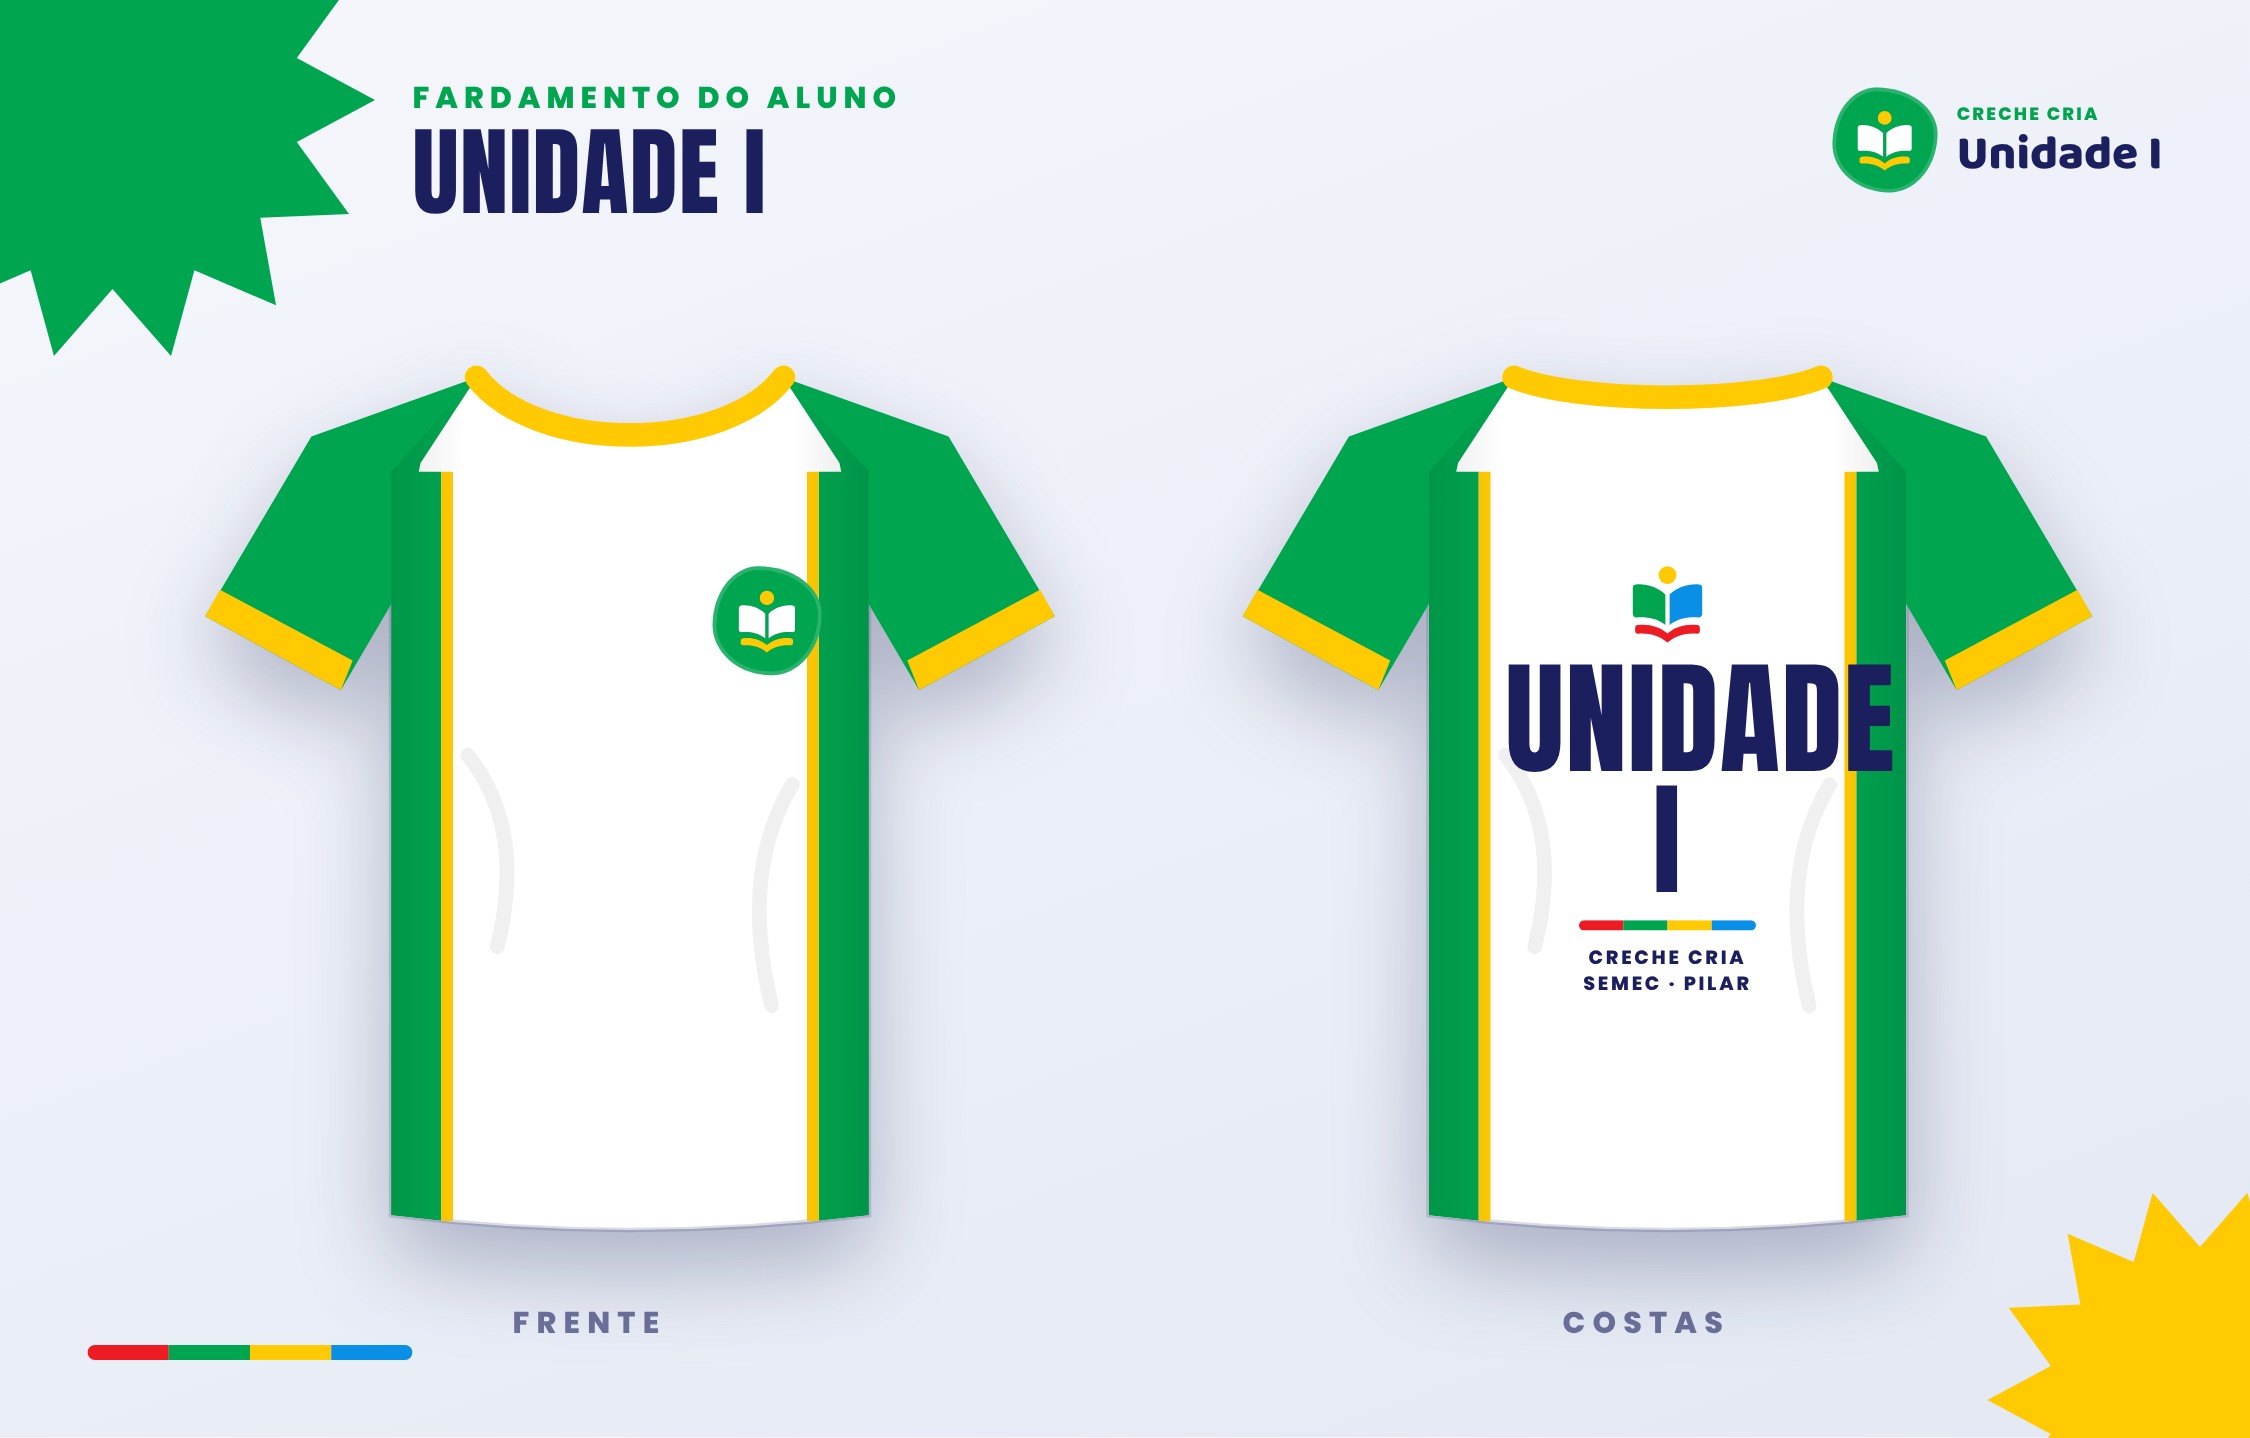 FARDAMENTO DO ALUNO
UNIDADE I
CRECHE CRIA
Unidade I
UNIDADE
I
CRECHE CRIA
SEMEC · PILAR
FRENTE
COSTAS